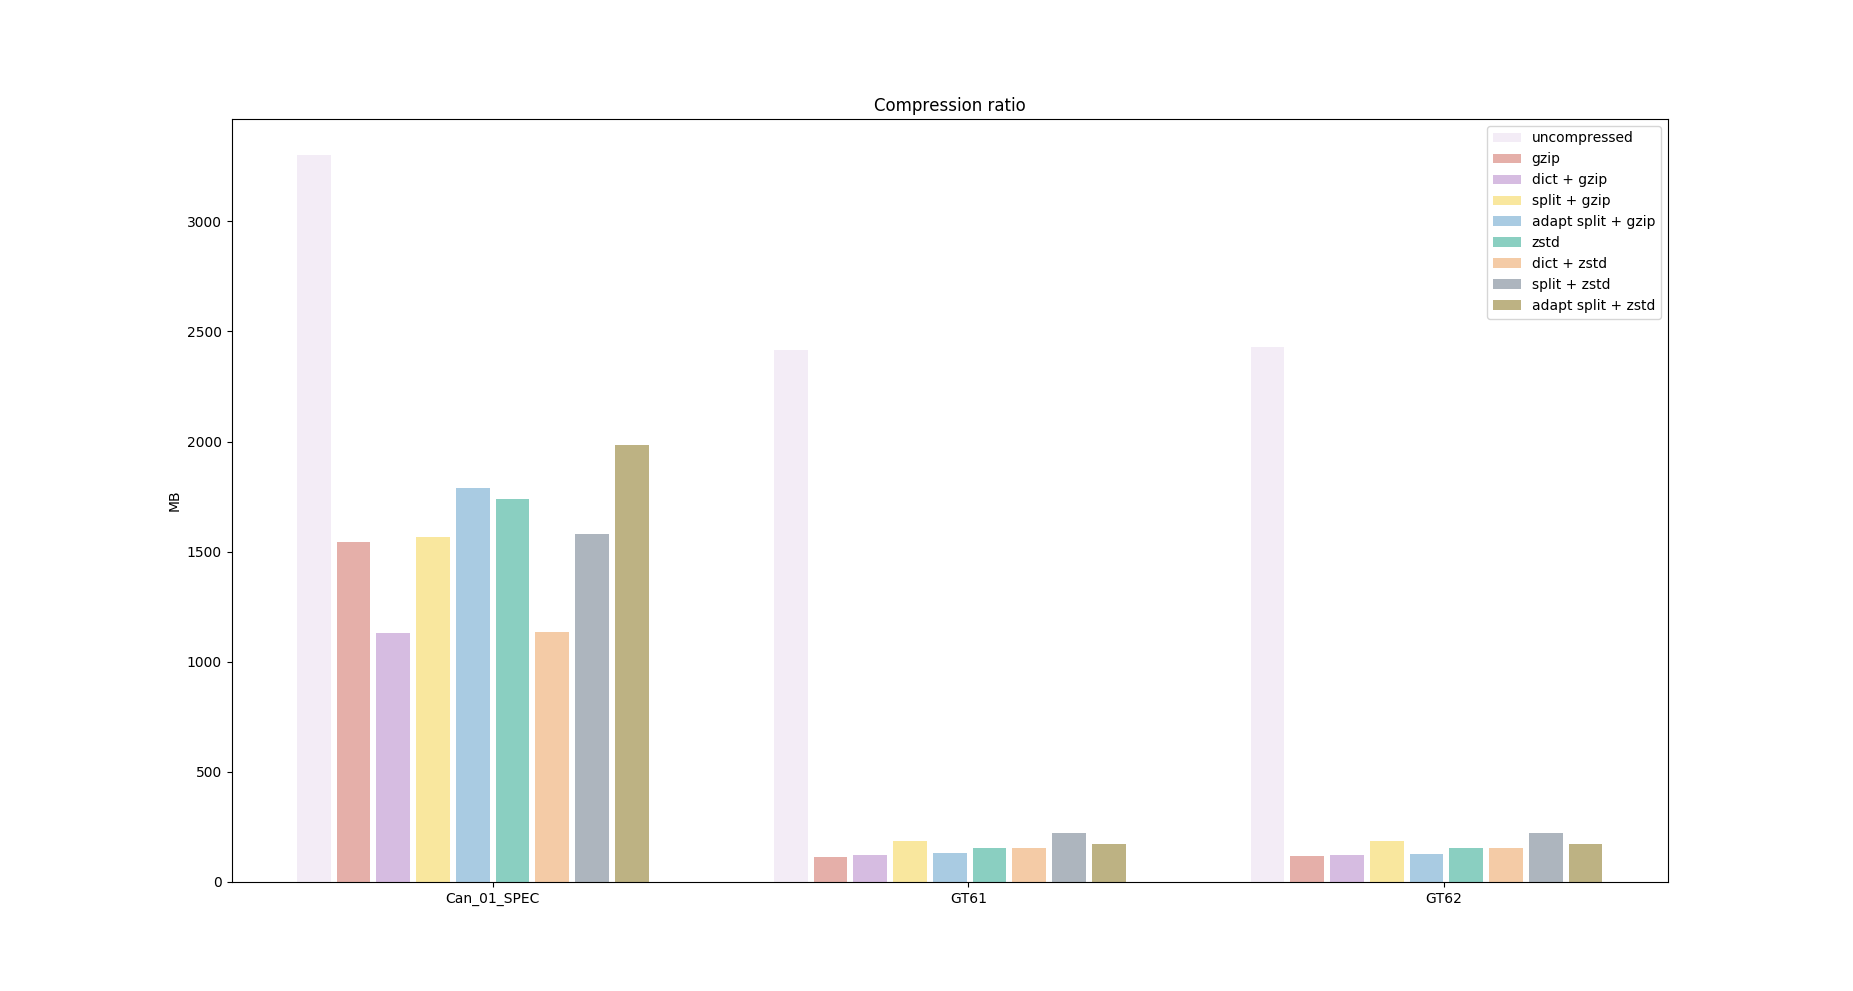 Compression ratio
uncompressed
gzip
dict + gzip
split + gzip
adapt split + gzip
zstd
dict + zstd
split + zstd
adapt split + zstd
3000
2500
2000
1500
1000
500
0
MB
Can_01_SPEC
GT61
GT62